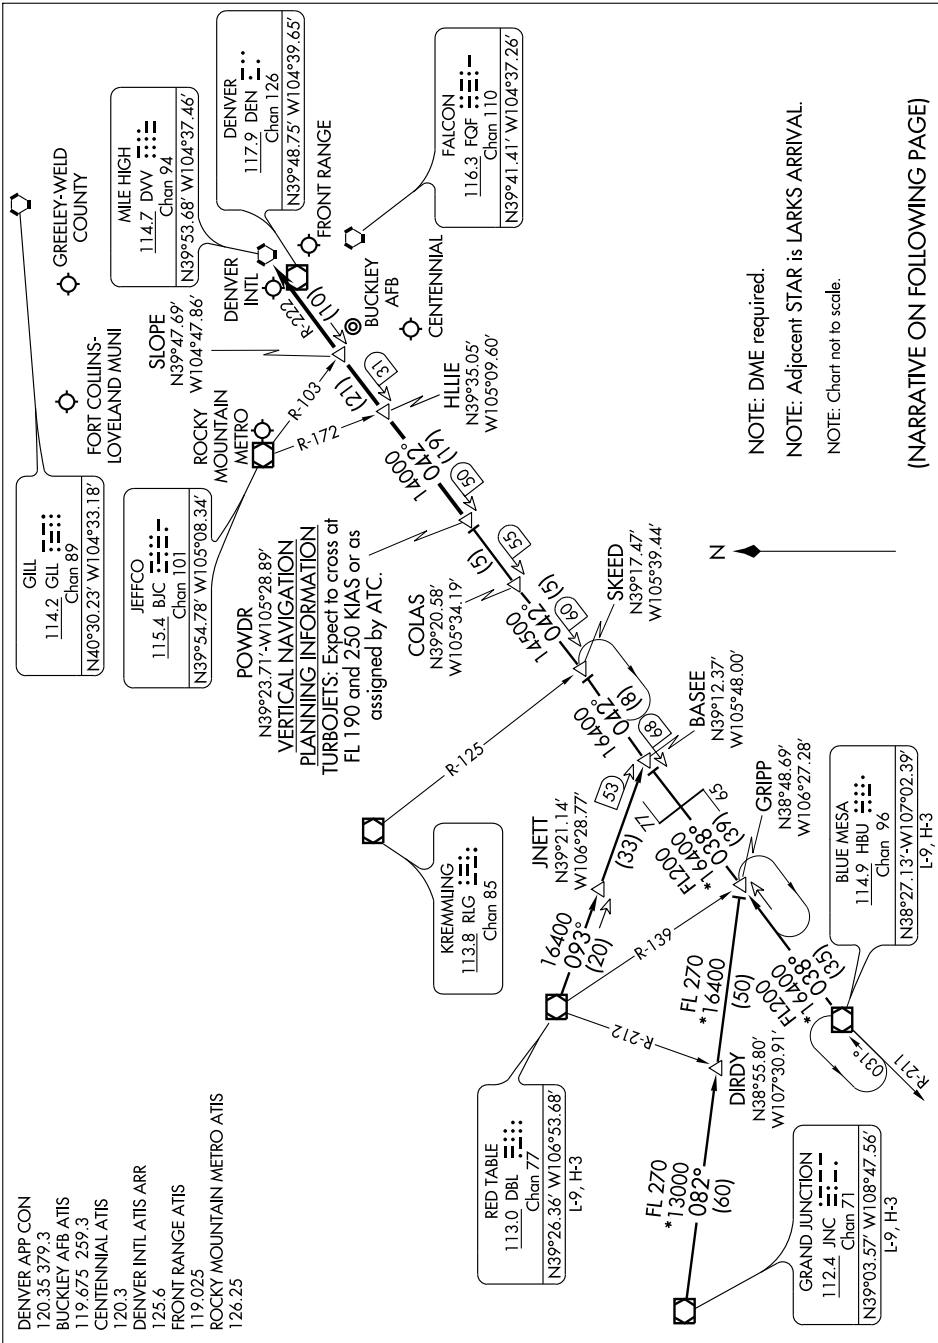 DENVER APP CON
120.35 379.3
BUCKLEY AFB ATIS
119.675 259.3
CENTENNIAL ATIS
120.3
DENVER INTL ATIS ARR
125.6
FRONT RANGE ATIS
119.025
ROCKY MOUNTAIN METRO ATIS
126.25
GILL
114.2 GLL
Chan 89
N40°30.23' W104°33.18'
JEFFCO
115.4 BJC
Chan 101
N39°54.78' W105°08.34'
FORT COLLINS-
LOVELAND MUNI
GREELEY-WELD
COUNTY
MILE HIGH
114.7 DVV
Chan 94
N39°53.68' W104°37.46'
DENVER
117.9 DEN
Chan 126
N39°48.75' W104°39.65'
FALCON
116.3 FQF
Chan 110
N39°41.41' W104°37.26'
ROCKY
MOUNTAIN
METRO
SLOPE
N39°47.69'
W104°47.86'
DENVER
INTL
FRONT RANGE
BUCKLEY
AFB
CENTENNIAL
R-222
(10)
R-103
R-172
(21)
31
HLLIE
N39°35.05'
W105°09.60'
14000
042°
(19)
50
POWDR
N39°23.71'-W105°28.89'
VERTICAL NAVIGATION
PLANNING INFORMATION
TURBOJETS: Expect to cross at
FL 190 and 250 KIAS or as
assigned by ATC.
(5)
55
COLAS
N39°20.58'
W105°34.19'
14500
042°
(5)
60
SKEED
N39°17.47'
W105°39.44'
R-125
16400
042°
(8)
68
BASEE
N39°12.37'
W105°48.00'
KREMMLING
113.8 RLG
Chan 85
53
JNETT
N39°21.14'
W106°28.77'
(33)
77
65
FL200
*16400
038°
(39)
GRIPP
N38°48.69'
W106°27.28'
16400
093°
(20)
R-139
R-212
RED TABLE
113.0 DBL
Chan 77
N39°26.36' W106°53.68'
L-9, H-3
FL 270
*16400
(50)
DIRDY
N38°55.80'
W107°30.91'
FL200
*16400
038°
(35)
BLUE MESA
114.9 HBU
Chan 96
N38°27.13'-W107°02.39'
L-9, H-3
031°
R-211
FL 270
*13000
082°
(60)
GRAND JUNCTION
112.4 JNC
Chan 71
N39°03.57' W108°47.56'
L-9, H-3
N
NOTE: DME required.
NOTE: Adjacent STAR is LARKS ARRIVAL.
NOTE: Chart not to scale.
(NARRATIVE ON FOLLOWING PAGE)